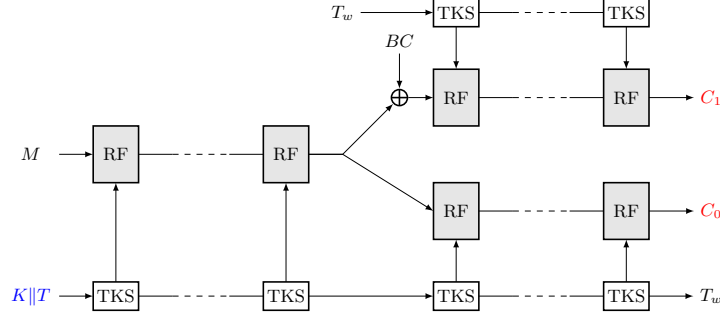 T_w TKS TKS
BC
RF RF C_1
M RF RF
RF RF C_0
K||T TKS TKS TKS TKS T_w